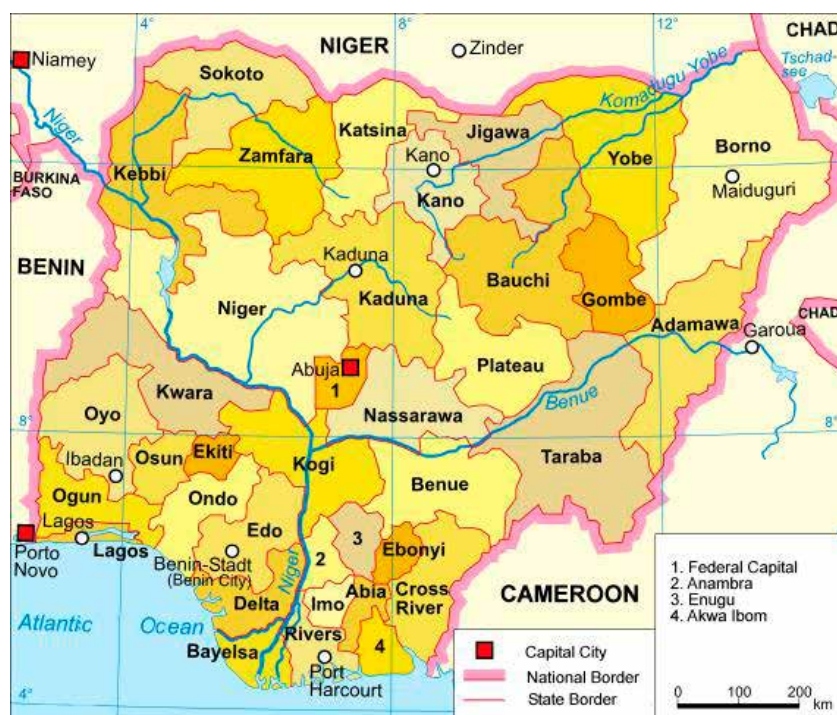 4°
8°
12°
CHAD
NIGER
Zinder
Niamey
Sokoto
Tschad-
see
Komadugu Yobe
Niger
Katsina
Jigawa
Zamfara
Kano
Yobe
Borno
Kebbi
BURKINA
FASO
Kano
Maiduguri
BENIN
Kaduna
Bauchi
Niger
Kaduna
Gombe
CHAD
Adamawa
Garoua
Abuja
1
Plateau
Kwara
Nassarawa
Benue
Oyo
8°
8°
Ibadan
Osun
Ekiti
Kogi
Taraba
Benue
Ogun
Ondo
Lagos
Edo
Porto
Novo
Lagos
3
Ebonyi
Benin-Stadt
(Benin City)
Niger
2
Abia
Cross
River
Imo
Delta
CAMEROON
Atlantic Ocean
Rivers
4
Bayelsa
Port
Harcourt
4°
1. Federal Capital
2. Anambra
3. Enugu
4. Akwa Ibom
Capital City
National Border
State Border
0 100 200
km